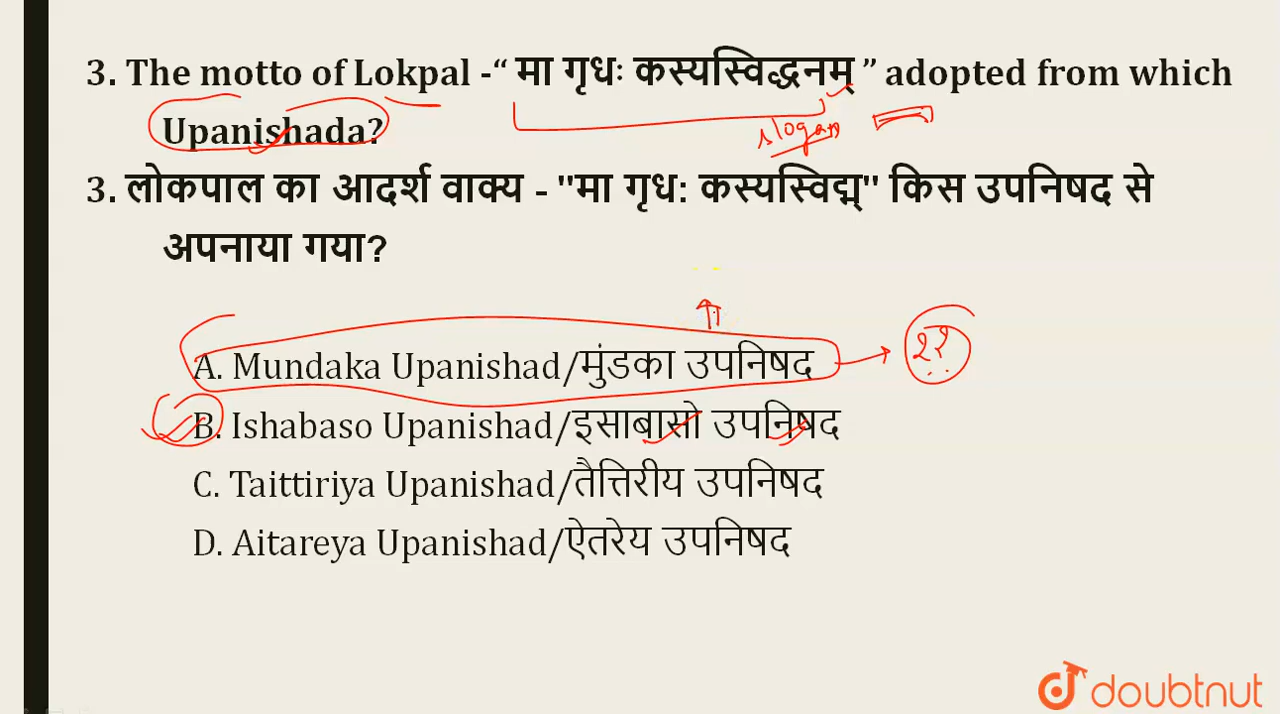 3. The motto of Lokpal -“ मा गृधः कस्यस्विद्धनम् ” adopted from which
Upanishada?
slogan
3. लोकपाल का आदर्श वाक्य - "मा गृध: कस्यस्विद्म्" किस उपनिषद से
अपनाया गया?
A. Mundaka Upanishad/मुंडका उपनिषद
B. Ishabaso Upanishad/इसाबासो उपनिषद
C. Taittiriya Upanishad/तैत्तिरीय उपनिषद
D. Aitareya Upanishad/ऐतरेय उपनिषद
doubtnut